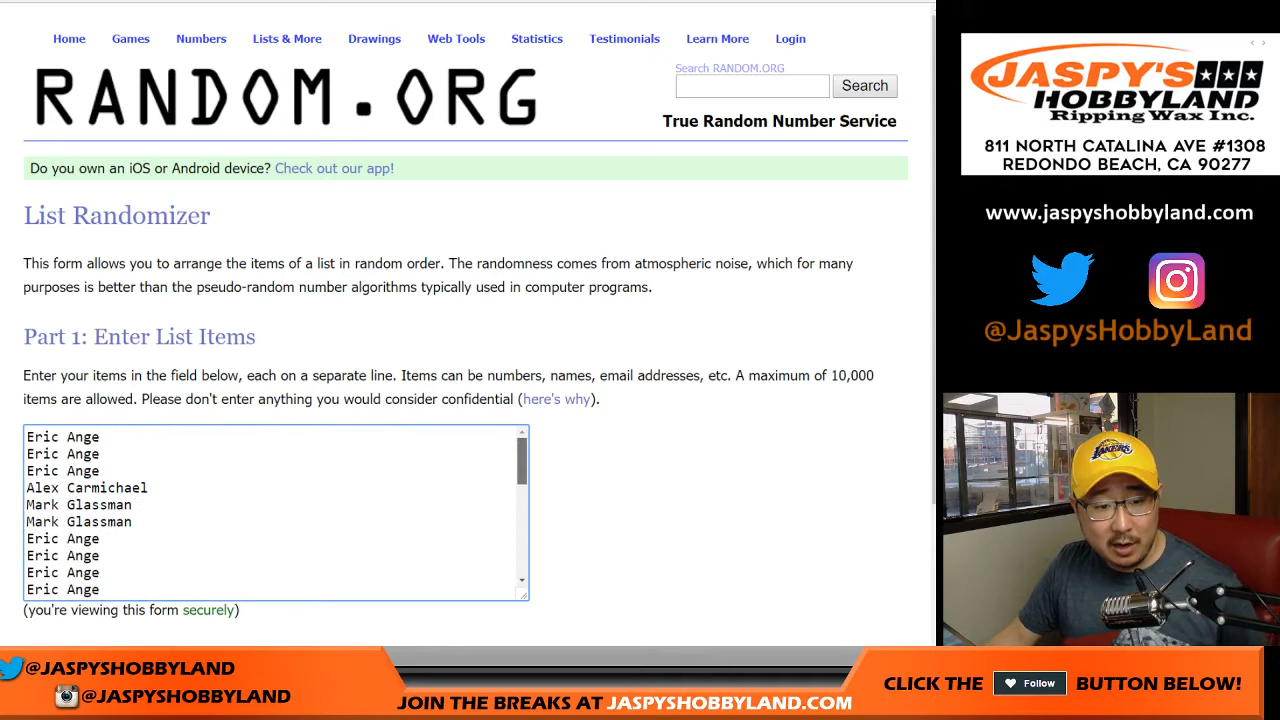 Home Games Numbers Lists & More Drawings Web Tools Statistics Testimonials Learn More Login
RANDOM.ORG
Search RANDOM.ORG
Search
True Random Number Service
Do you own an iOS or Android device? Check out our app!
List Randomizer
This form allows you to arrange the items of a list in random order. The randomness comes from atmospheric noise, which for many
purposes is better than the pseudo-random number algorithms typically used in computer programs.
Part 1: Enter List Items
Enter your items in the field below, each on a separate line. Items can be numbers, names, email addresses, etc. A maximum of 10,000
items are allowed. Please don't enter anything you would consider confidential (here's why).
Eric Ange
Eric Ange
Eric Ange
Alex Carmichael
Mark Glassman
Mark Glassman
Eric Ange
Eric Ange
Eric Ange
Eric Ange
(you're viewing this form securely)
JASPY'S
HOBBYLAND
Ripping Wax Inc.
811 NORTH CATALINA AVE #1308
REDONDO BEACH, CA 90277
www.jaspyshobbyland.com
@JaspysHobbyLand
LAKERS
@JASPYSHOBBYLAND
@JASPYSHOBBYLAND
JOIN THE BREAKS AT JASPYSHOBBYLAND.COM
CLICK THE Follow BUTTON BELOW!